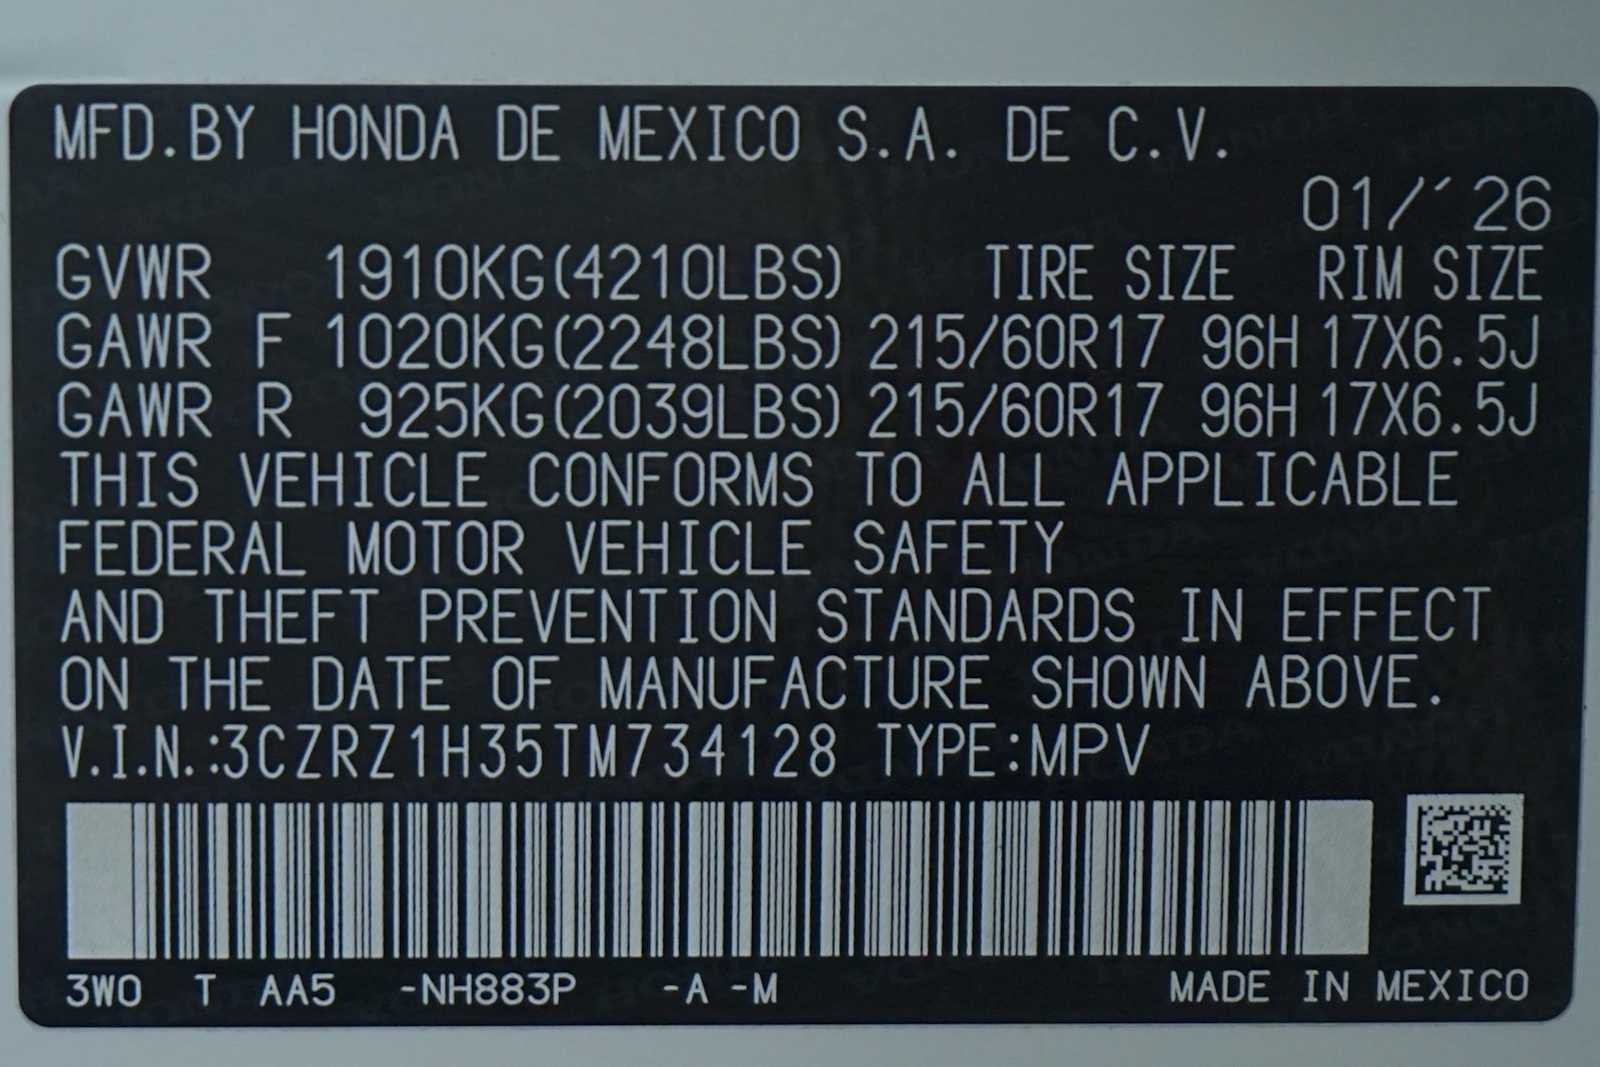 MFD.BY HONDA DE MEXICO S.A. DE C.V.
01/´26
GVWR 1910KG(4210LBS) TIRE SIZE RIM SIZE
GAWR F 1020KG(2248LBS) 215/60R17 96H 17X6.5J
GAWR R 925KG(2039LBS) 215/60R17 96H 17X6.5J
THIS VEHICLE CONFORMS TO ALL APPLICABLE
FEDERAL MOTOR VEHICLE SAFETY
AND THEFT PREVENTION STANDARDS IN EFFECT
ON THE DATE OF MANUFACTURE SHOWN ABOVE.
V.I.N.:3CZRZ1H35TM734128 TYPE:MPV
3W0 T AA5 -NH883P -A -M MADE IN MEXICO